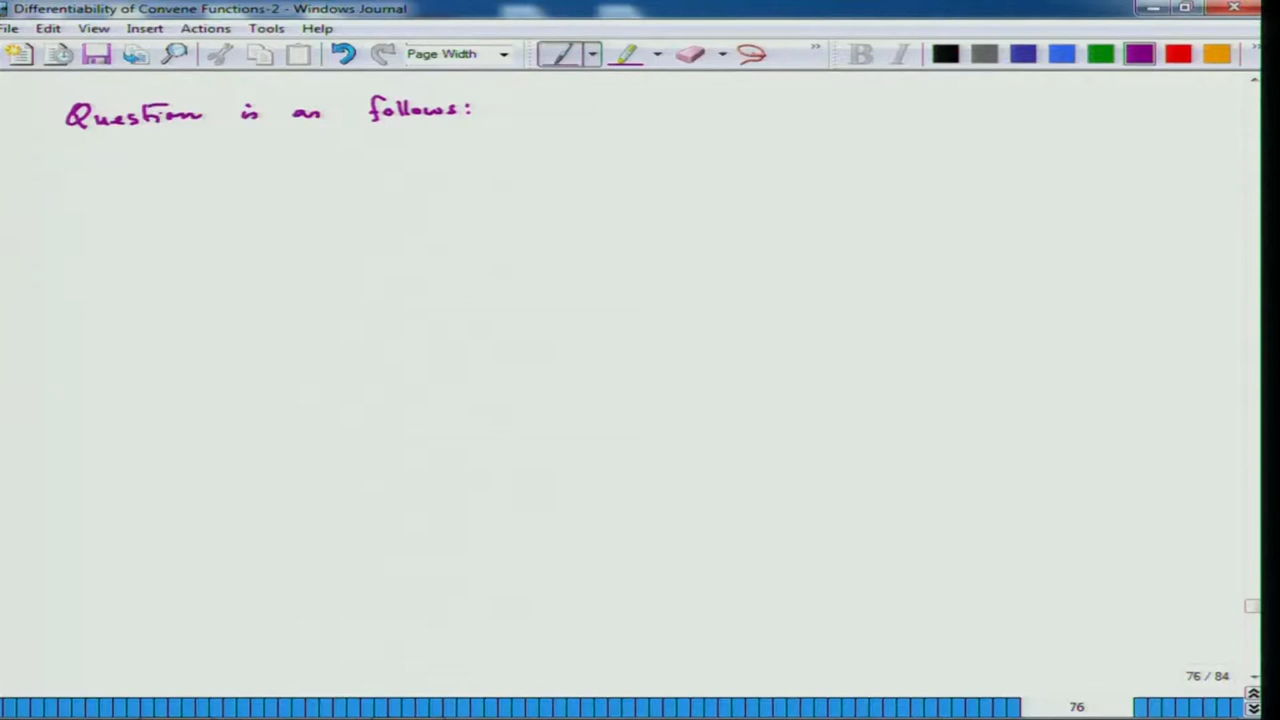 Differentiability of Convene Functions-2 - Windows Journal
File Edit View Insert Actions Tools Help
Page Width B I
Question is as follows:
76 / 84
76